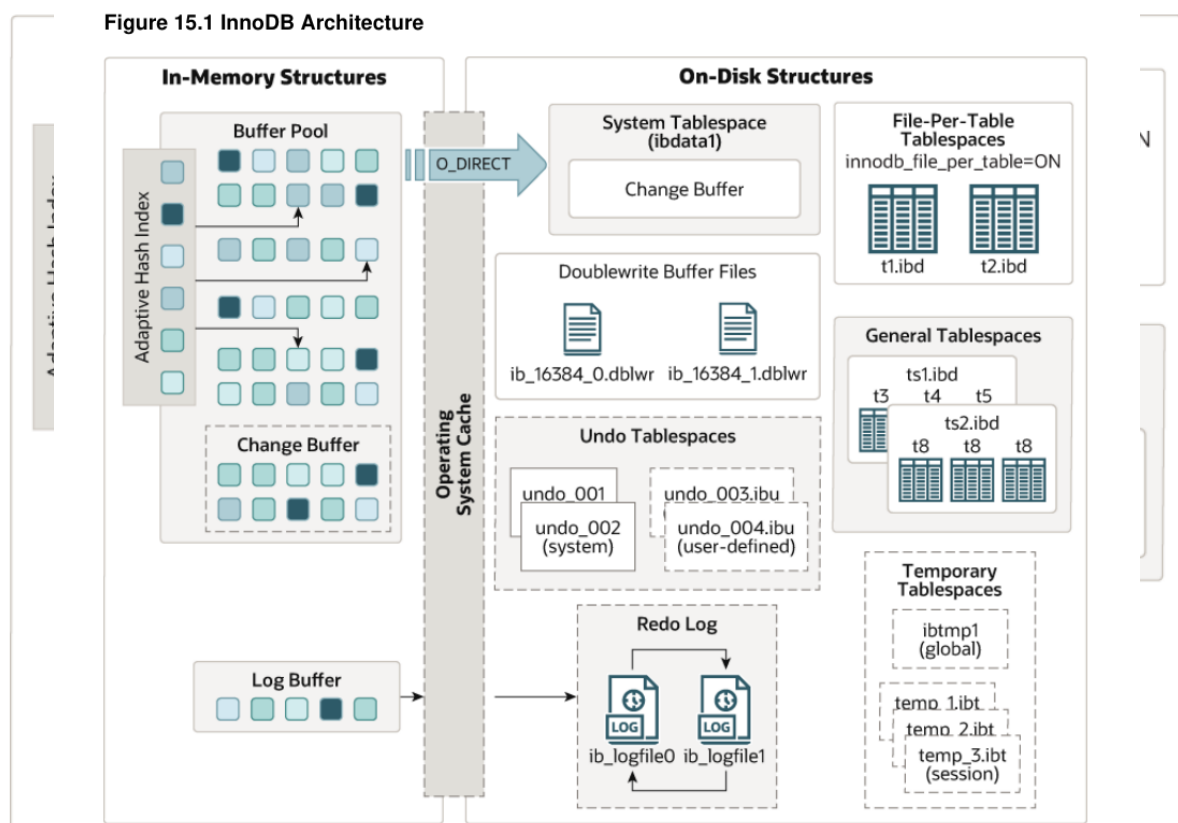 Figure 15.1 InnoDB Architecture
In-Memory Structures
Buffer Pool
Adaptive Hash Index
Change Buffer
Log Buffer
Operating
System Cache
O_DIRECT
On-Disk Structures
System Tablespace
(ibdata1)
Change Buffer
File-Per-Table
Tablespaces
innodb_file_per_table=ON
t1.ibd
t2.ibd
Doublewrite Buffer Files
ib_16384_0.dblwr
ib_16384_1.dblwr
General Tablespaces
ts1.ibd
t3 t4 t5
ts2.ibd
t8 t8 t8
Undo Tablespaces
undo_001
undo_002
(system)
undo_003.ibu
undo_004.ibu
(user-defined)
Redo Log
LOG
LOG
ib_logfile0
ib_logfile1
Temporary
Tablespaces
ibtmp1
(global)
temp_1.ibt
temp_2.ibt
temp_3.ibt
(session)
N